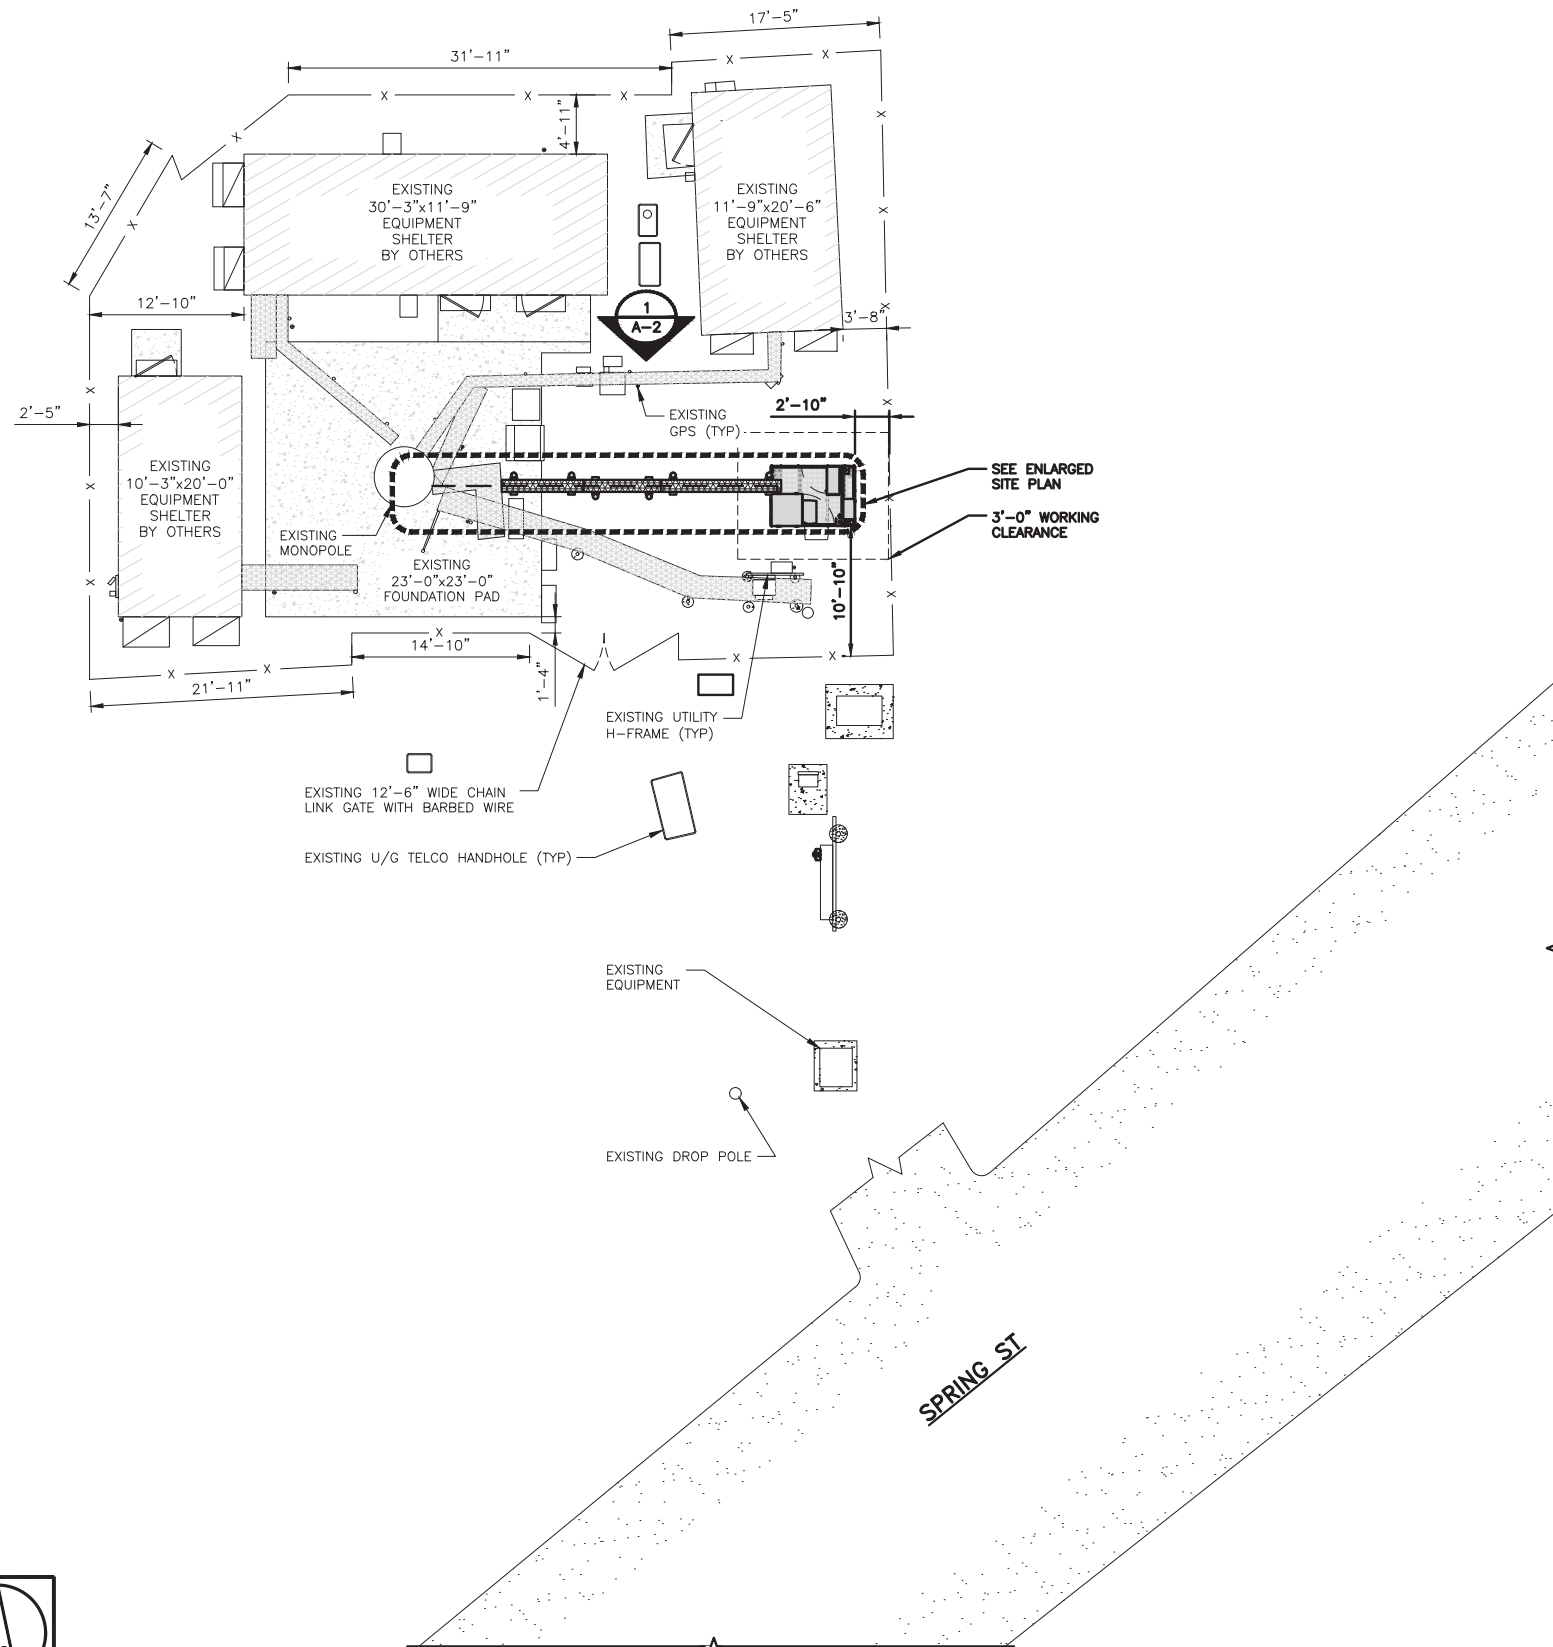 17'-5"
31'-11"
4'-11"
13'-7"
EXISTING
30'-3"x11'-9"
EQUIPMENT
SHELTER
BY OTHERS
EXISTING
11'-9"x20'-6"
EQUIPMENT
SHELTER
BY OTHERS
12'-10"
1
A-2
3'-8"
2'-5"
EXISTING
GPS (TYP)
2'-10"
EXISTING
10'-3"x20'-0"
EQUIPMENT
SHELTER
BY OTHERS
SEE ENLARGED
SITE PLAN
3'-0" WORKING
CLEARANCE
EXISTING
MONOPOLE
EXISTING
23'-0"x23'-0"
FOUNDATION PAD
10'-10"
14'-10"
1'-4"
21'-11"
EXISTING UTILITY
H-FRAME (TYP)
EXISTING 12'-6" WIDE CHAIN
LINK GATE WITH BARBED WIRE
EXISTING U/G TELCO HANDHOLE (TYP)
EXISTING
EQUIPMENT
EXISTING DROP POLE
SPRING ST